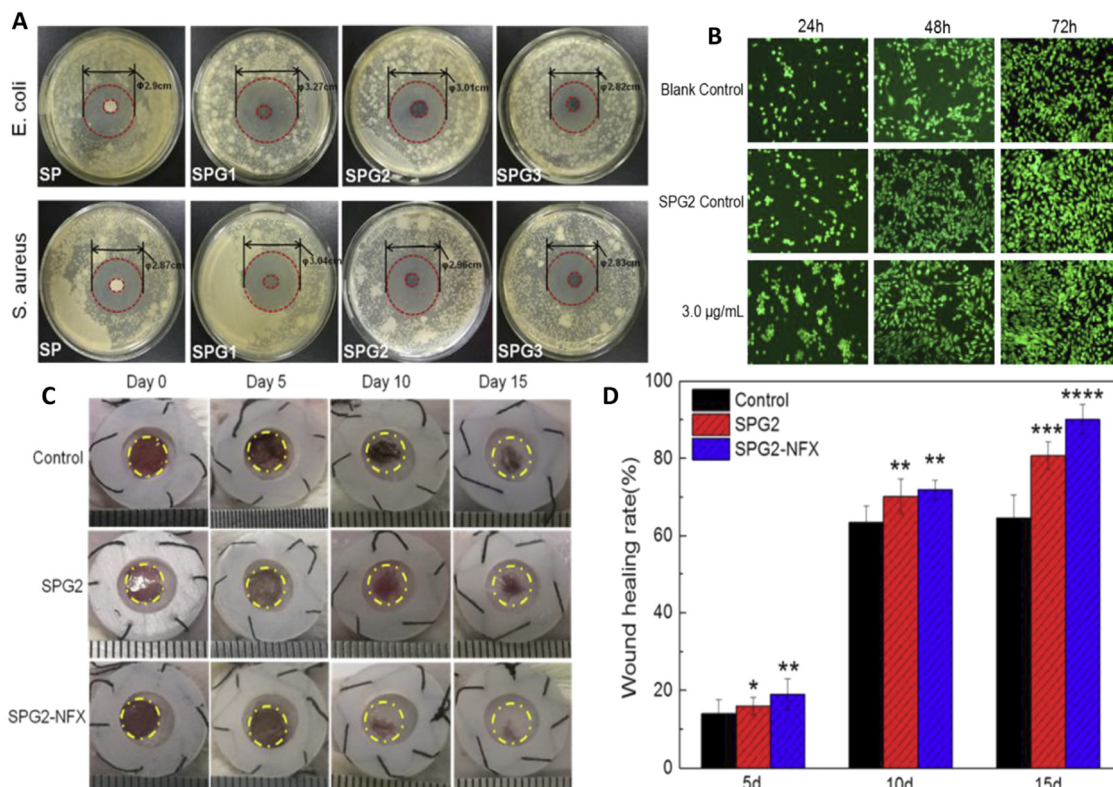 A
E. coli
Φ2.9cm
φ3.27cm
φ3.01cm
φ2.82cm
SP
SPG1
SPG2
SPG3
S. aureus
φ2.87cm
φ3.04cm
φ2.96cm
φ2.83cm
SP
SPG1
SPG2
SPG3
B
24h
48h
72h
Blank Control
SPG2 Control
3.0 μg/mL
C
Day 0
Day 5
Day 10
Day 15
Control
SPG2
SPG2-NFX
D
Wound healing rate(%)
100
80
60
40
20
0
Control
SPG2
SPG2-NFX
*
**
**
**
***
****
5d
10d
15d